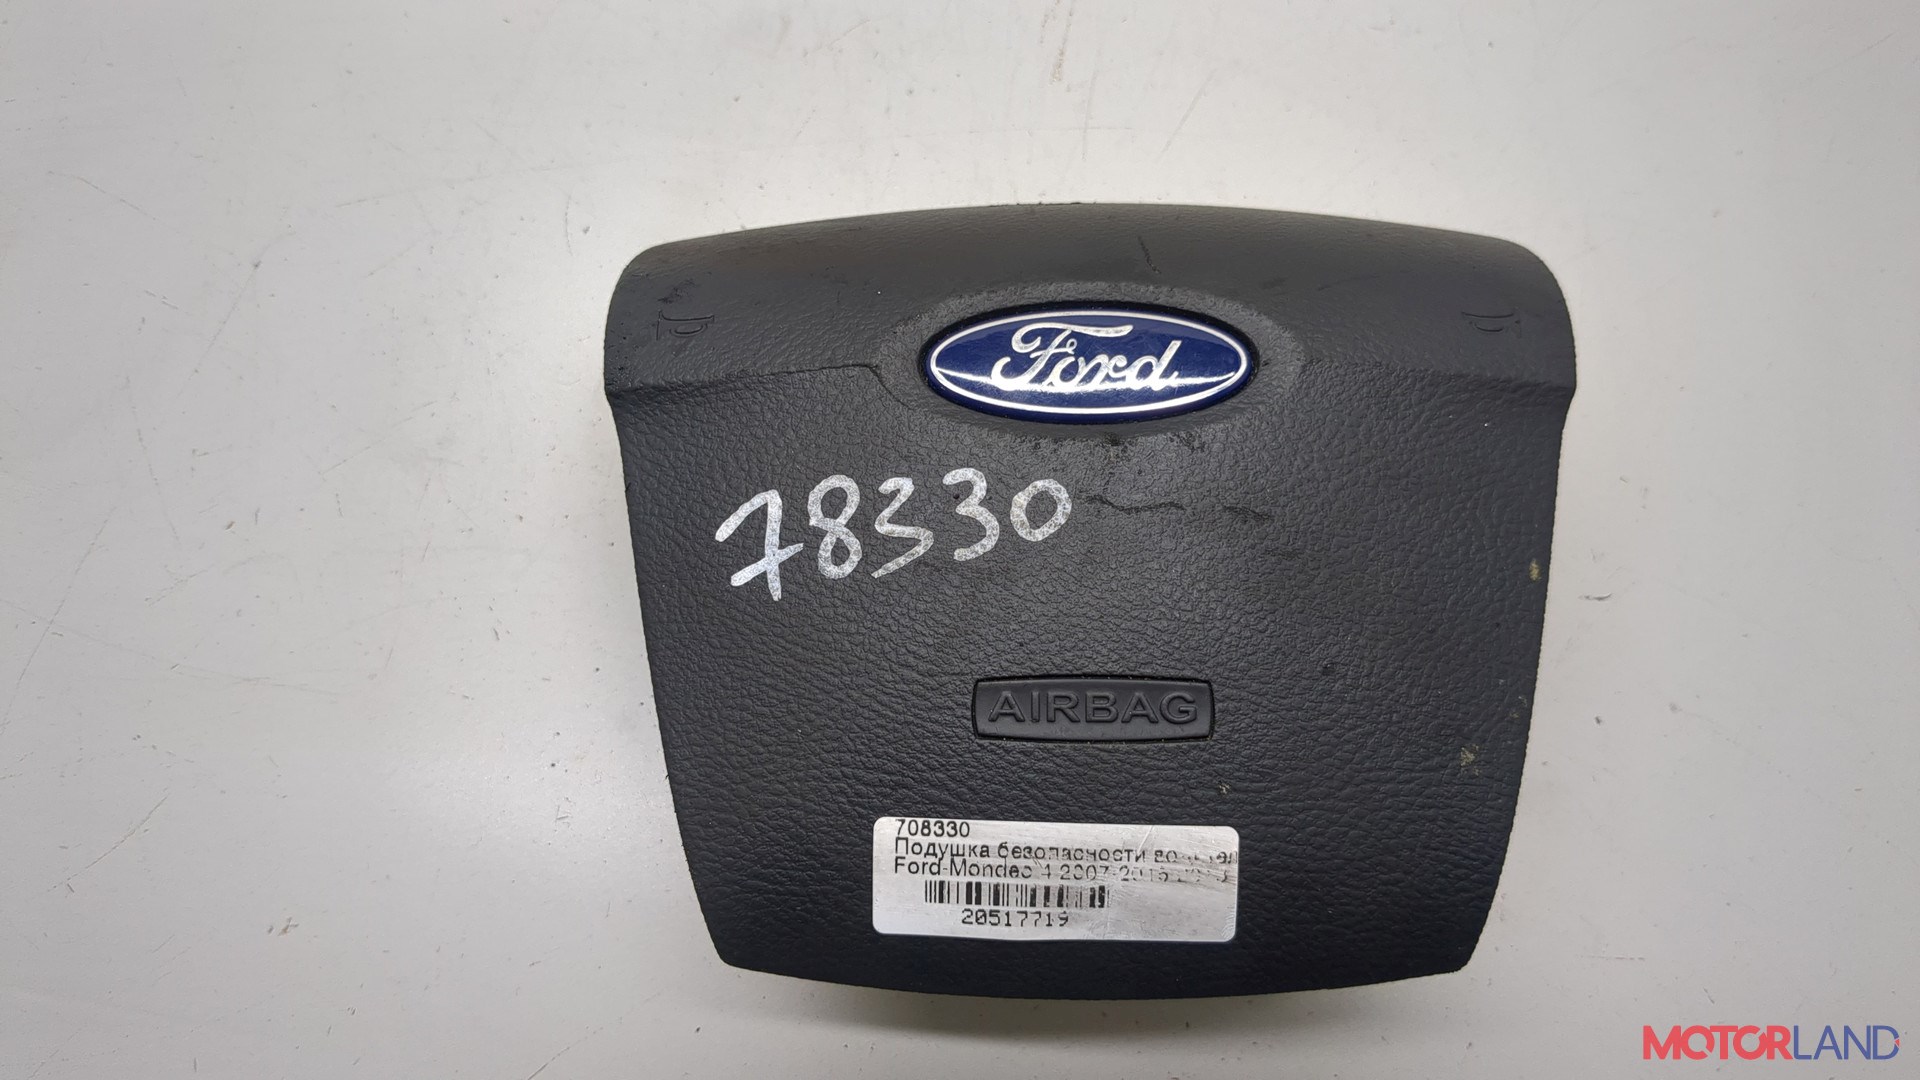 Ford
78330
AIRBAG
708330
Подушка безопасности
Ford-Mondeo 4 2007-2015
20517719
MOTORLAND